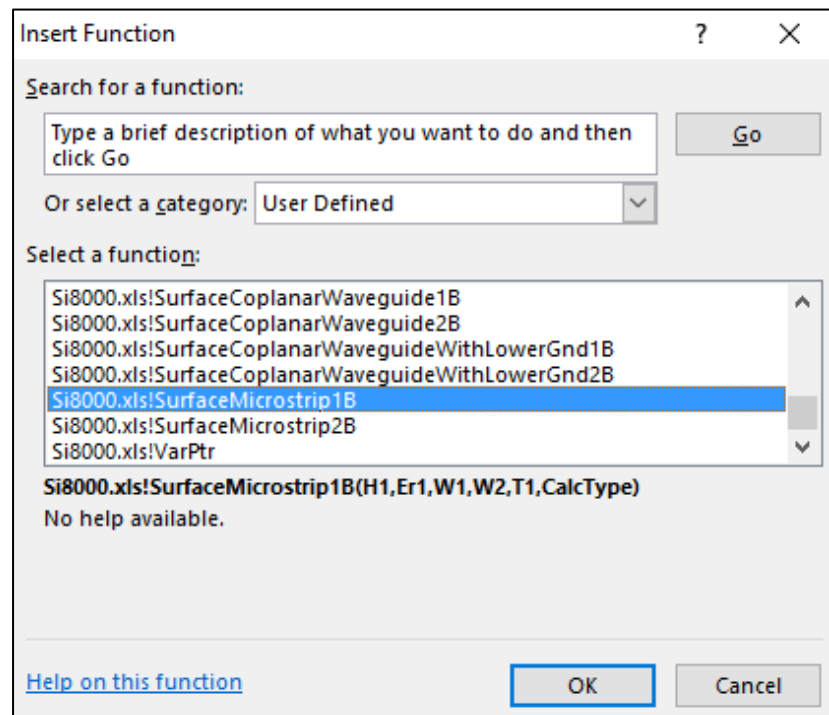 Insert Function ? ×
Search for a function:
Type a brief description of what you want to do and then
click Go
Go
Or select a category: User Defined
Select a function:
Si8000.xls!SurfaceCoplanarWaveguide1B
Si8000.xls!SurfaceCoplanarWaveguide2B
Si8000.xls!SurfaceCoplanarWaveguideWithLowerGnd1B
Si8000.xls!SurfaceCoplanarWaveguideWithLowerGnd2B
Si8000.xls!SurfaceMicrostrip1B
Si8000.xls!SurfaceMicrostrip2B
Si8000.xls!VarPtr
Si8000.xls!SurfaceMicrostrip1B(H1,Er1,W1,W2,T1,CalcType)
No help available.
Help on this function
OK
Cancel